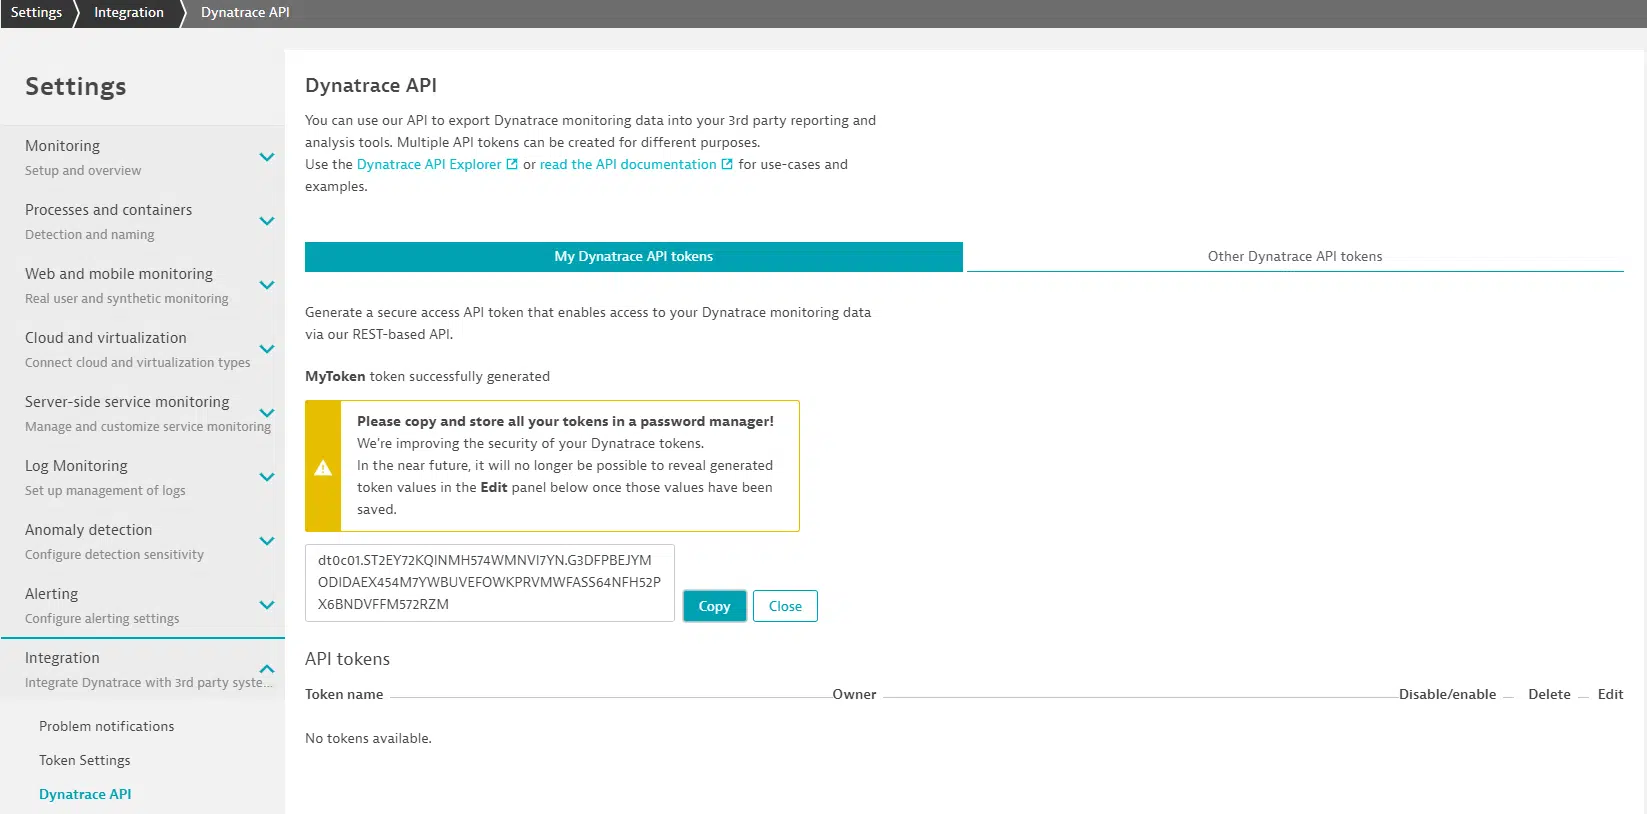 Settings
Integration
Dynatrace API
Settings
Monitoring
Setup and overview
Processes and containers
Detection and naming
Web and mobile monitoring
Real user and synthetic monitoring
Cloud and virtualization
Connect cloud and virtualization types
Server-side service monitoring
Manage and customize service monitoring
Log Monitoring
Set up management of logs
Anomaly detection
Configure detection sensitivity
Alerting
Configure alerting settings
Integration
Integrate Dynatrace with 3rd party syste...
Problem notifications
Token Settings
Dynatrace API
Dynatrace API
You can use our API to export Dynatrace monitoring data into your 3rd party reporting and
analysis tools. Multiple API tokens can be created for different purposes.
Use the Dynatrace API Explorer or read the API documentation for use-cases and
examples.
My Dynatrace API tokens
Other Dynatrace API tokens
Generate a secure access API token that enables access to your Dynatrace monitoring data
via our REST-based API.
MyToken token successfully generated
Please copy and store all your tokens in a password manager!
We're improving the security of your Dynatrace tokens.
In the near future, it will no longer be possible to reveal generated
token values in the Edit panel below once those values have been
saved.
dt0c01.ST2EY72KQINMH574WMNVI7YN.G3DFPBEJYM
ODIDAEX454M7YWBUVEFOWKPRVMWFASS64NFH52P
X6BNDVFFM572RZM
Copy
Close
API tokens
Token name Owner Disable/enable Delete Edit
No tokens available.